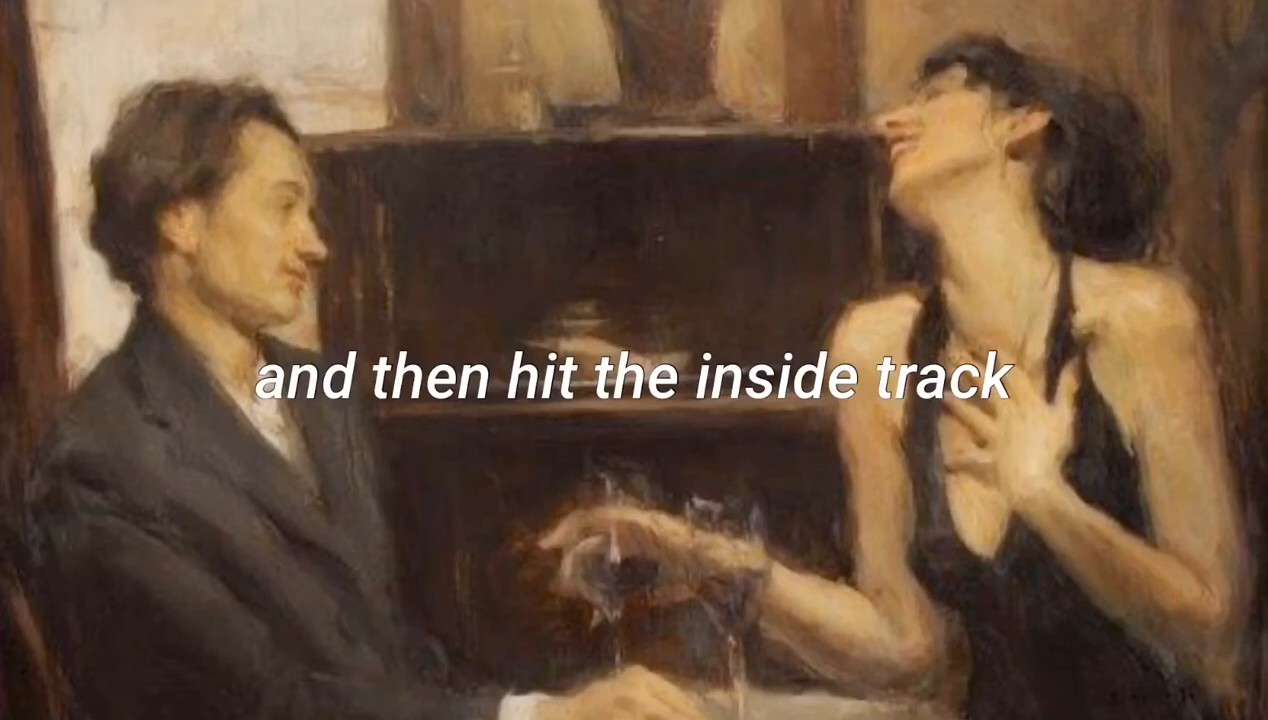 and then hit the inside track